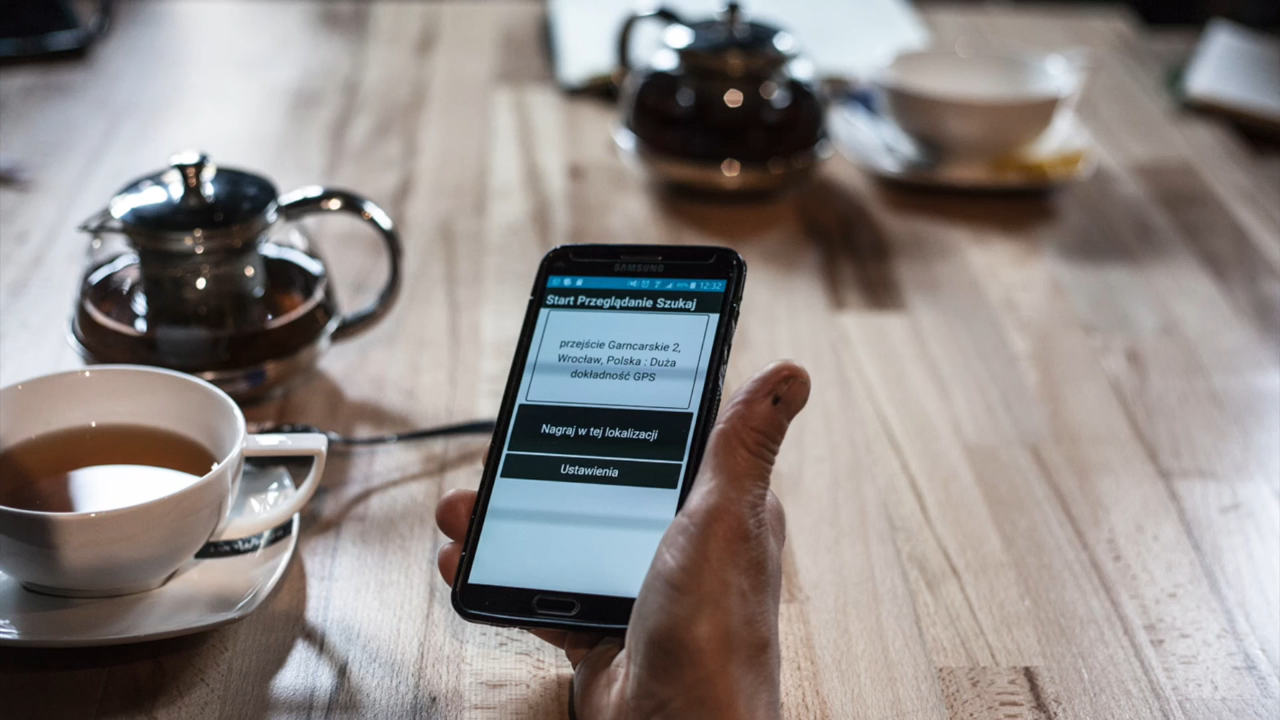 SAMSUNG
12:32
Start Przeglądanie Szukaj
przejście Garncarskie 2,
Wrocław, Polska : Duża
dokładność GPS
Nagraj w tej lokalizacji
Ustawienia